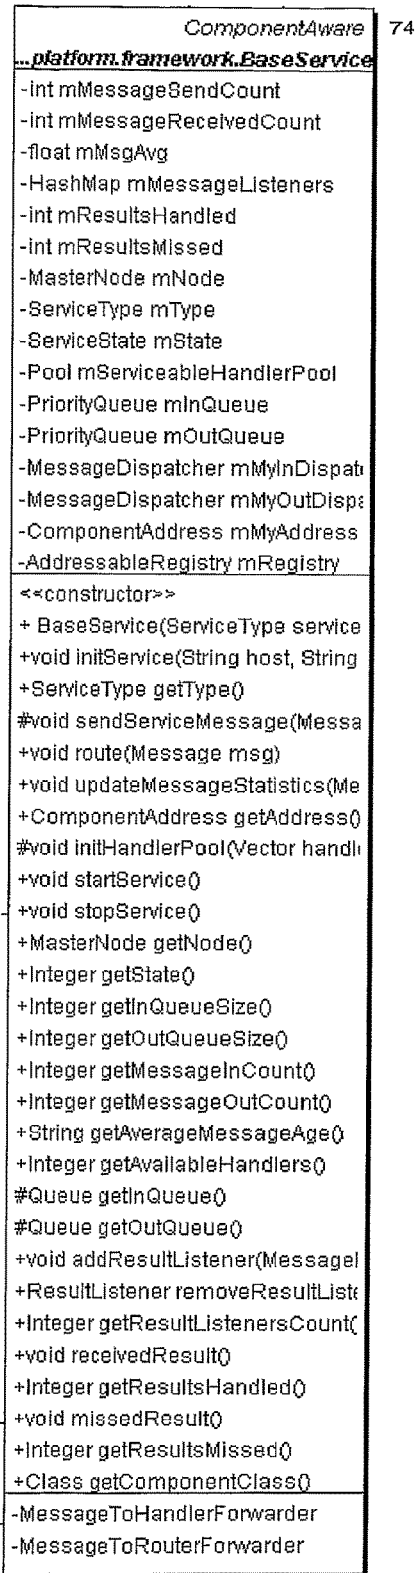 ComponentAware 74
...platform.framework.BaseService
-int mMessageSendCount
-int mMessageReceivedCount
-float mMsgAvg
-HashMap mMessageListeners
-int mResultsHandled
-int mResultsMissed
-MasterNode mNode
-ServiceType mType
-ServiceState mState
-Pool mServiceableHandlerPool
-PriorityQueue mInQueue
-PriorityQueue mOutQueue
-MessageDispatcher mMyInDispat
-MessageDispatcher mMyOutDispa
-ComponentAddress mMyAddress
-AddressableRegistry mRegistry
<<constructor>>
+ BaseService(ServiceType service
+void initService(String host, String
+ServiceType getType()
#void sendServiceMessage(Messa
+void route(Message msg)
+void updateMessageStatistics(Me
+ComponentAddress getAddress()
#void initHandlerPool(Vector handl
+void startService()
+void stopService()
+MasterNode getNode()
+Integer getState()
+Integer getInQueueSize()
+Integer getOutQueueSize()
+Integer getMessageInCount()
+Integer getMessageOutCount()
+String getAverageMessageAge()
+Integer getAvailableHandlers()
#Queue getInQueue()
#Queue getOutQueue()
+void addResultListener(Messagel
+ResultListener removeResultListe
+Integer getResultListenersCount(
+void receivedResult()
+Integer getResultsHandled()
+void missedResult()
+Integer getResultsMissed()
+Class getComponentClass()
-MessageToHandlerForwarder
-MessageToRouterForwarder